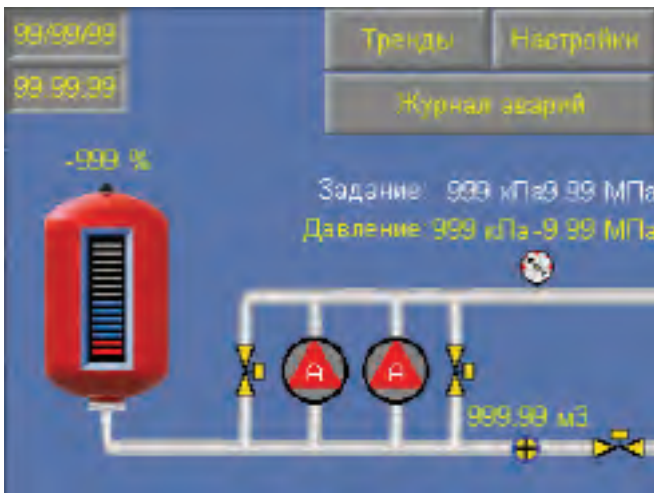 99/99/99
Тренды Настройки
99.99.99
Журнал аварий
-999 %
Задание: 999 кПа9.99 МПа
Давление: 999 кПа-9.99 МПа
A A
999.99 м3